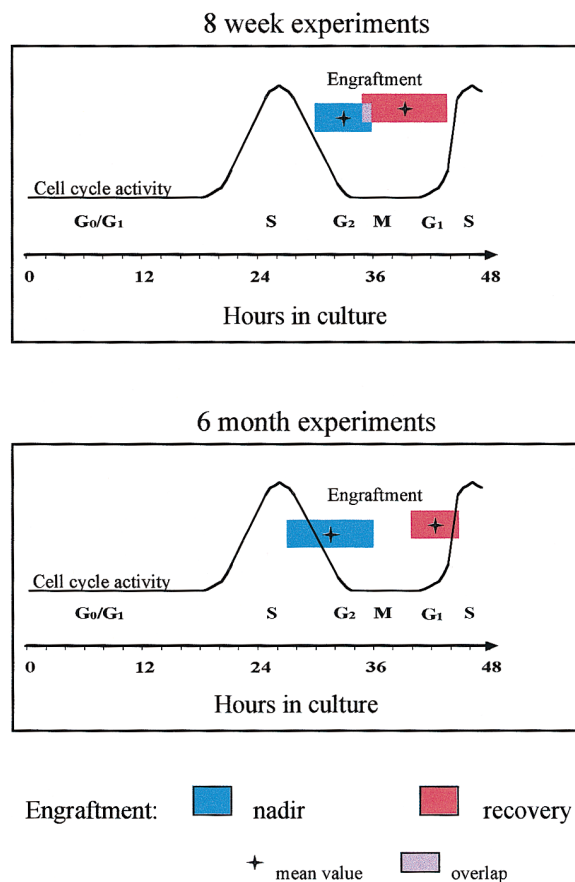 8 week experiments
Engraftment
Cell cycle activity
G₀/G₁ S G₂ M G₁ S
0 12 24 36 48
Hours in culture
6 month experiments
Engraftment
Cell cycle activity
G₀/G₁ S G₂ M G₁ S
0 12 24 36 48
Hours in culture
Engraftment: nadir recovery
mean value overlap